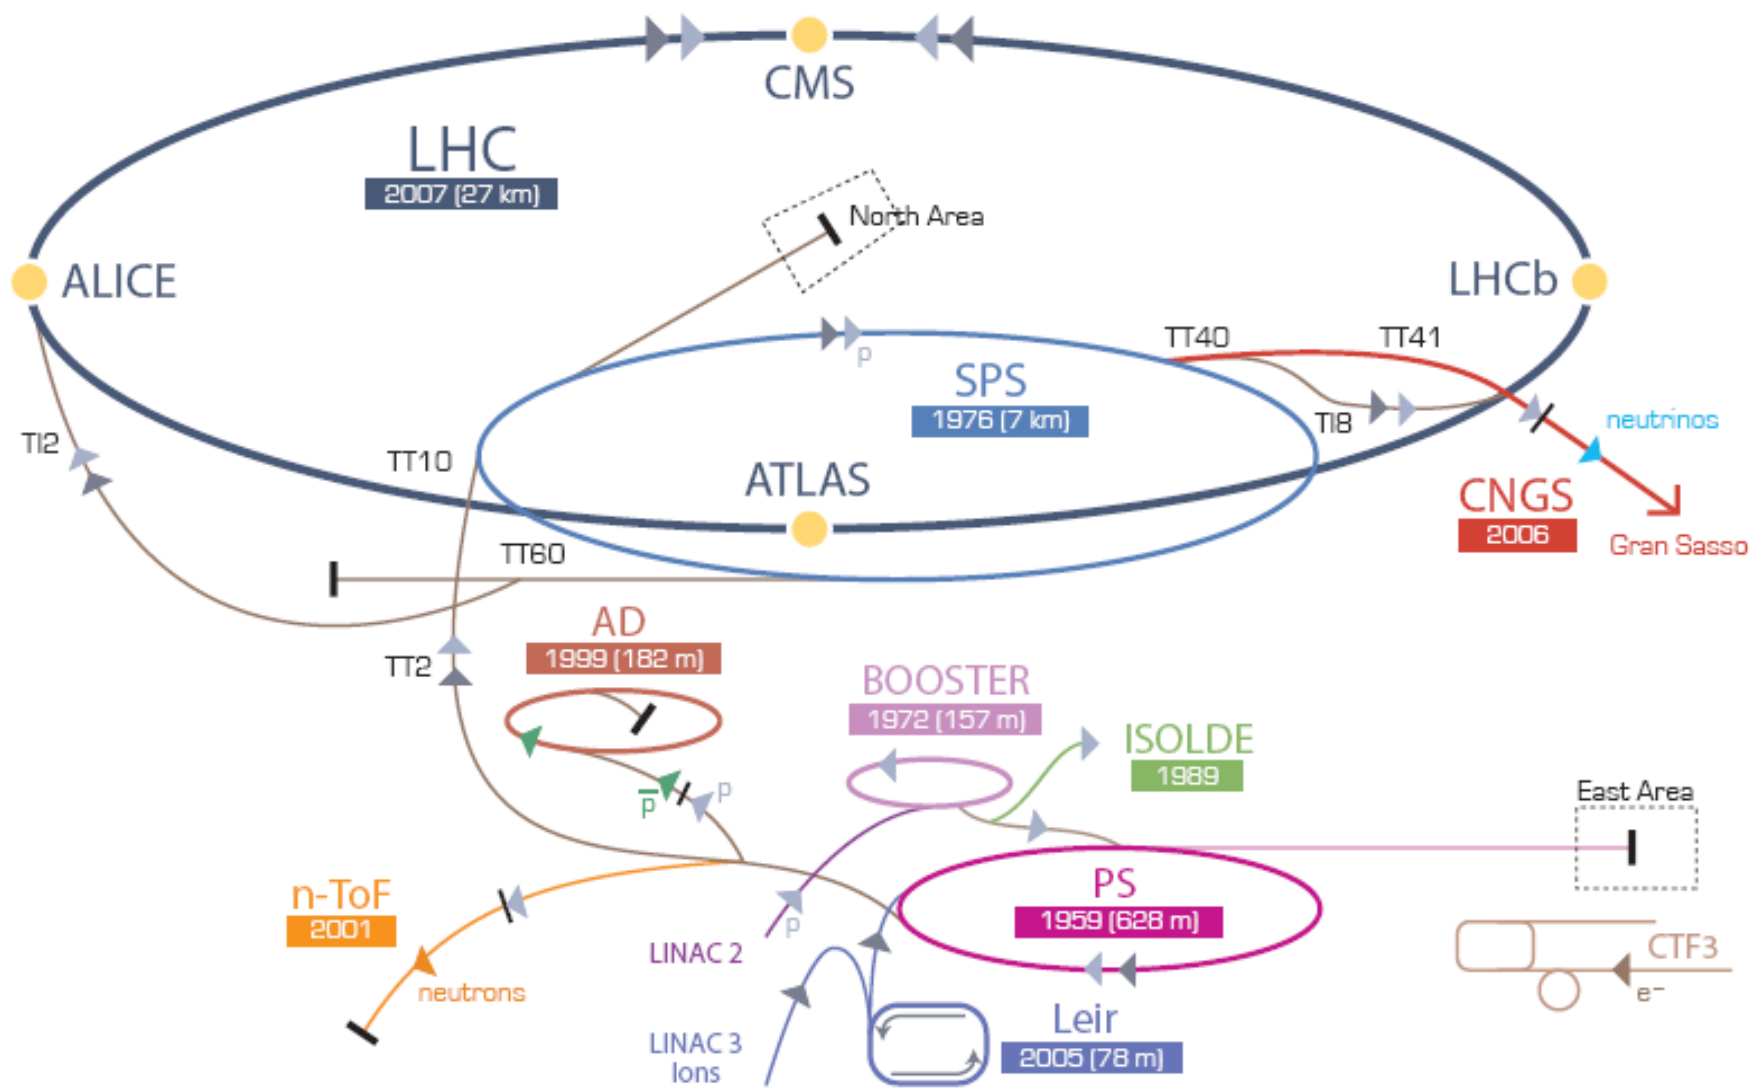 CMS
LHC
2007 (27 km)
North Area
ALICE
LHCb
TT40
TT41
p
SPS
1976 (7 km)
TI8
neutrinos
TI2
TT10
ATLAS
CNGS
2006
Gran Sasso
TT60
AD
1999 (182 m)
TT2
BOOSTER
1972 (157 m)
ISOLDE
1989
p̅
p
East Area
PS
1959 (628 m)
n-ToF
2001
p
LINAC 2
neutrons
CTF3
e⁻
LINAC 3
Ions
Leir
2005 (78 m)